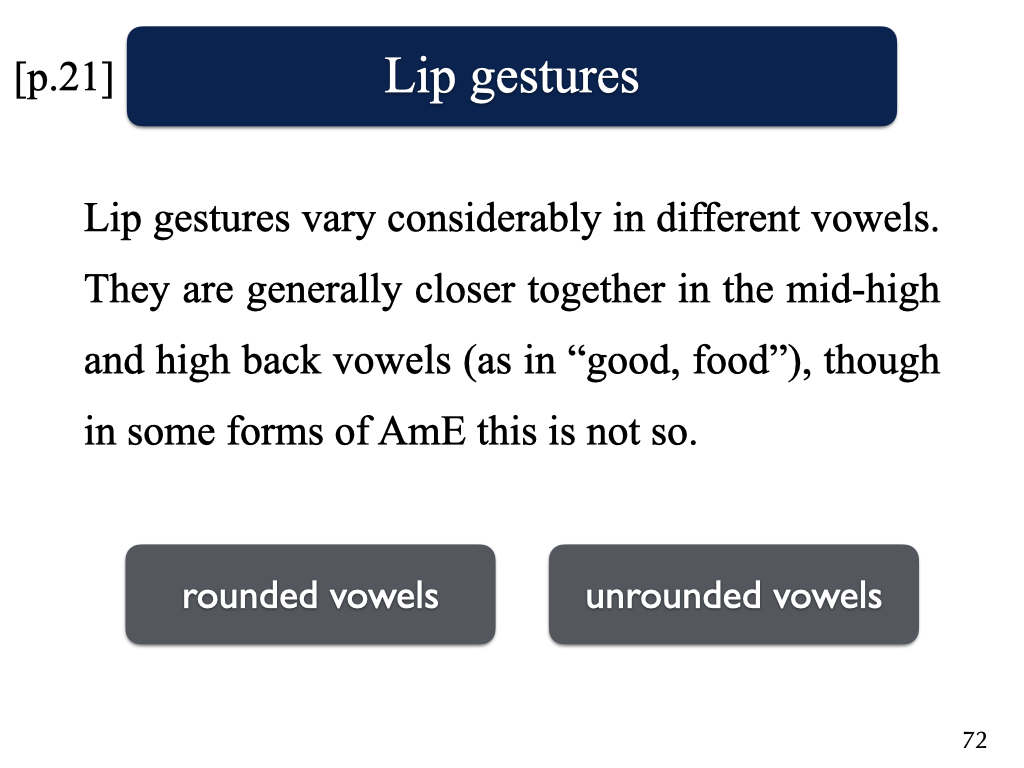 [p.21]
Lip gestures
Lip gestures vary considerably in different vowels.
They are generally closer together in the mid-high
and high back vowels (as in “good, food”), though
in some forms of AmE this is not so.
rounded vowels
unrounded vowels
72